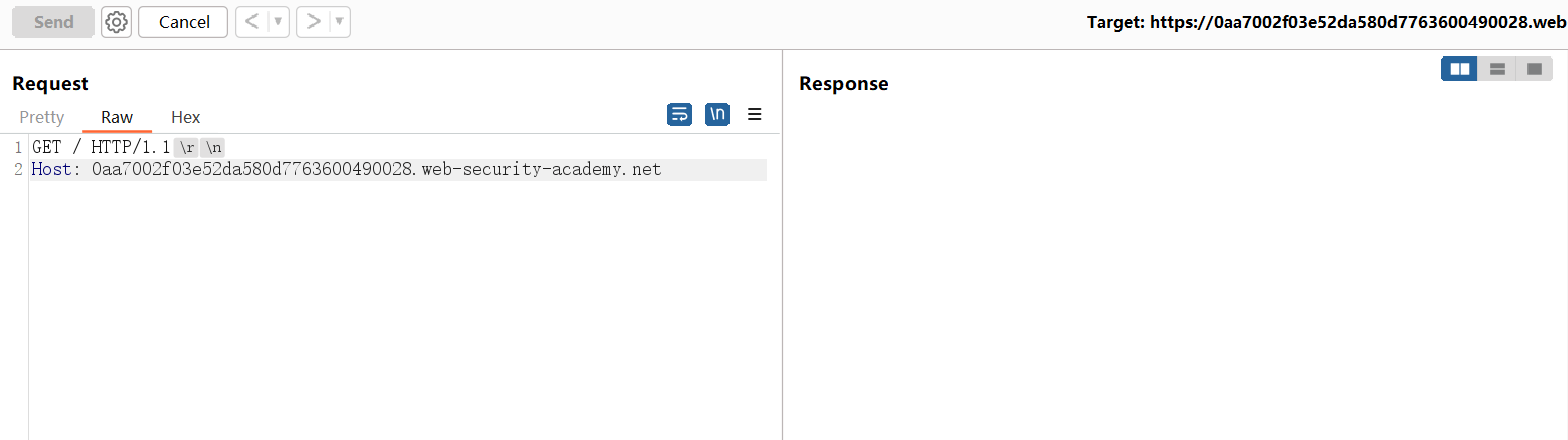 Send Cancel < > Target: https://0aa7002f03e52da580d7763600490028.web
Request
Response
Pretty Raw Hex \n
1 GET / HTTP/1.1 \r \n
2 Host: 0aa7002f03e52da580d7763600490028.web-security-academy.net